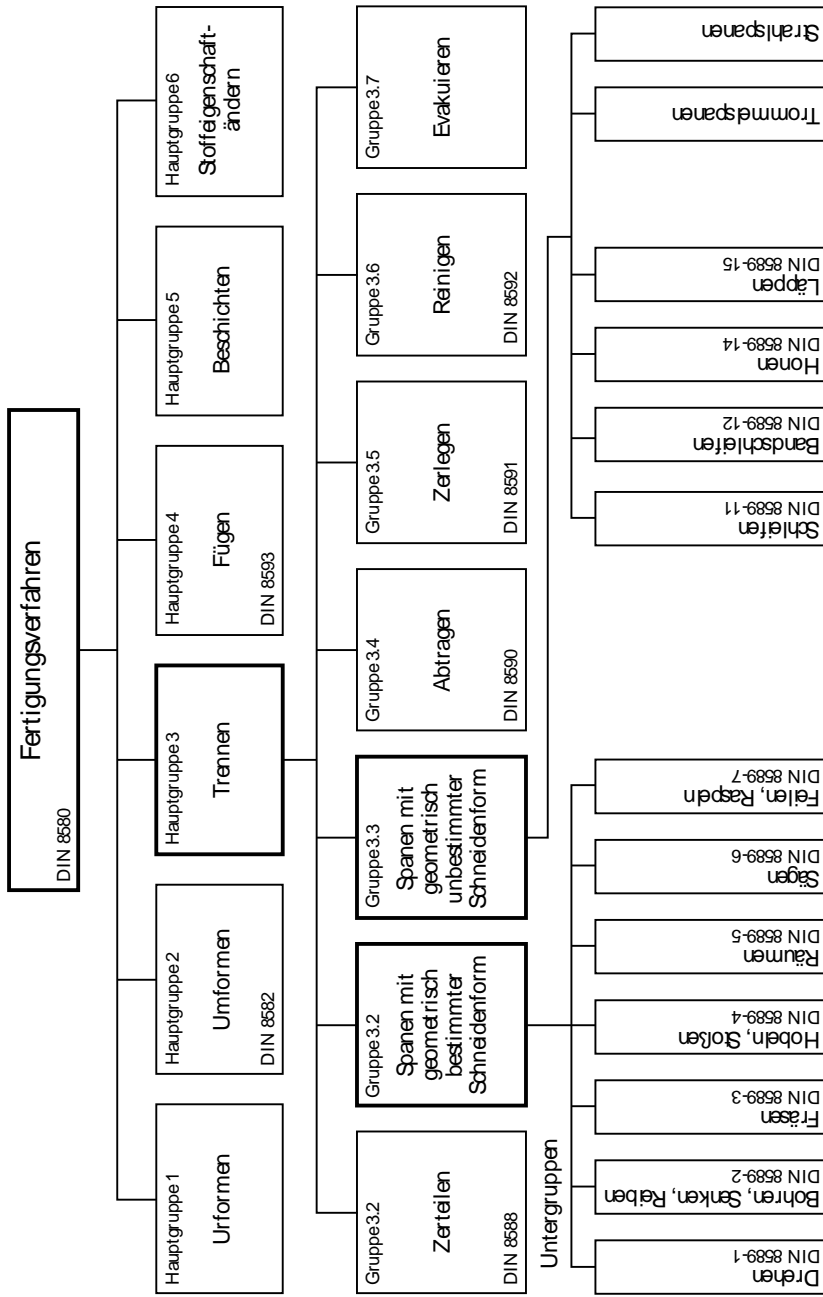 Fertigungsverfahren
DIN 8580
Hauptgruppe 1
Urformen
Hauptgruppe 2
Umformen
DIN 8582
Hauptgruppe 3
Trennen
Hauptgruppe 4
Fügen
DIN 8593
Hauptgruppe 5
Beschichten
Hauptgruppe 6
Stoffeigenschaft-
ändern
Gruppe 3.2
Zerteilen
DIN 8588
Gruppe 3.2
Spanen mit
geometrisch
bestimmter
Schneidenform
Gruppe 3.3
Spanen mit
geometrisch
unbestimmter
Schneidenform
Gruppe 3.4
Abtragen
DIN 8590
Gruppe 3.5
Zerlegen
DIN 8591
Gruppe 3.6
Reinigen
DIN 8592
Gruppe 3.7
Evakuieren
Untergruppen
Drehen
DIN 8589-1
Bohren, Senken, Reiben
DIN 8589-2
Fräsen
DIN 8589-3
Hobeln, Stoßen
DIN 8589-4
Räumen
DIN 8589-5
Sägen
DIN 8589-6
Feilen, Raspeln
DIN 8589-7
Schleifen
DIN 8589-11
Bandschleifen
DIN 8589-12
Honen
DIN 8589-14
Läppen
DIN 8589-15
Trommelspanen
Strahlspanen